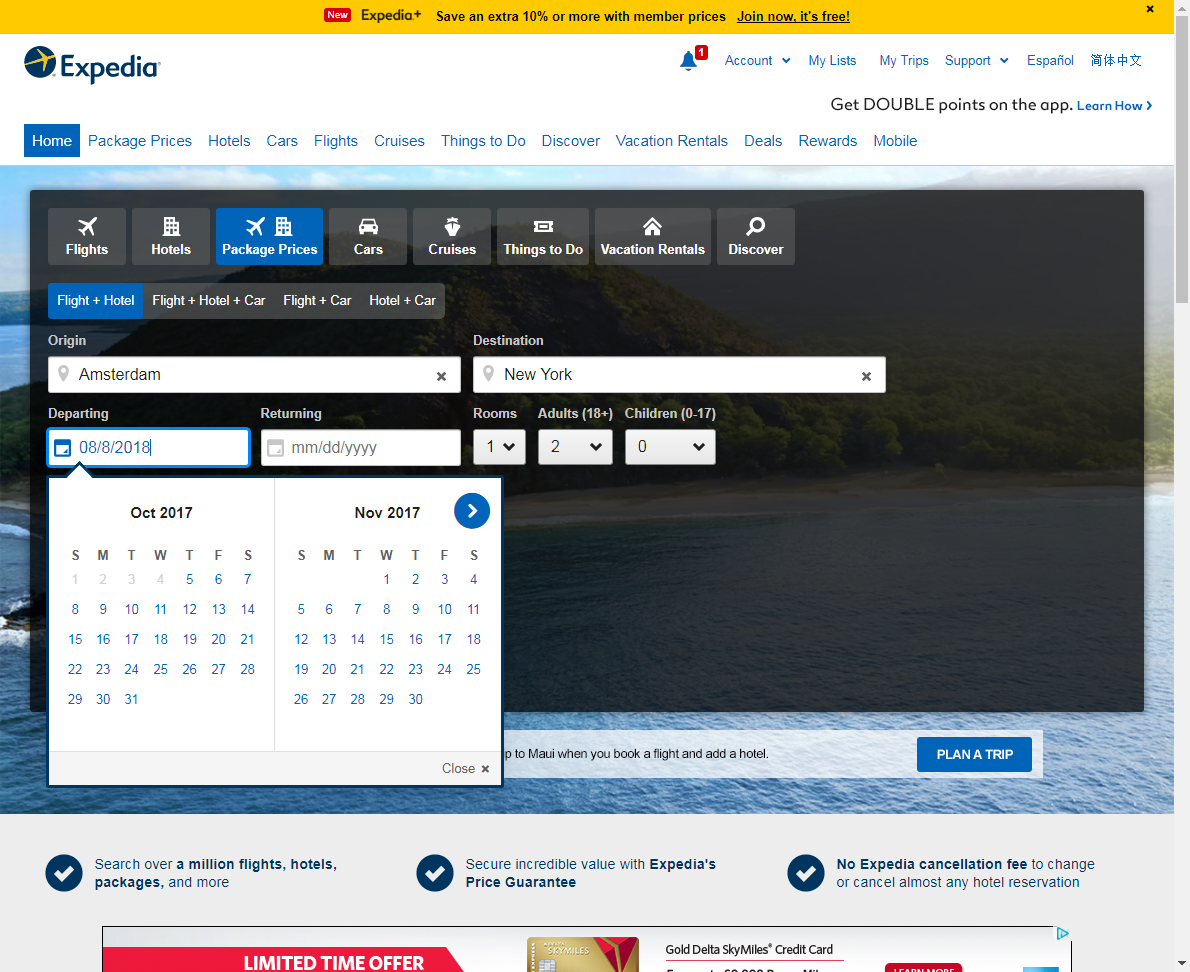 New Expedia+ Save an extra 10% or more with member prices Join now, it's free! ×
Expedia
1 Account My Lists My Trips Support Español 简体中文
Get DOUBLE points on the app. Learn How ›
Home Package Prices Hotels Cars Flights Cruises Things to Do Discover Vacation Rentals Deals Rewards Mobile
Flights Hotels Package Prices Cars Cruises Things to Do Vacation Rentals Discover
Flight + Hotel Flight + Hotel + Car Flight + Car Hotel + Car
Origin Destination
Amsterdam × New York ×
Departing Returning Rooms Adults (18+) Children (0-17)
08/8/2018 mm/dd/yyyy 1 2 0
Oct 2017 Nov 2017
S M T W T F S S M T W T F S
1 2 3 4 5 6 7 1 2 3 4
8 9 10 11 12 13 14 5 6 7 8 9 10 11
15 16 17 18 19 20 21 12 13 14 15 16 17 18
22 23 24 25 26 27 28 19 20 21 22 23 24 25
29 30 31 26 27 28 29 30
p to Maui when you book a flight and add a hotel. PLAN A TRIP
Close ×
Search over a million flights, hotels, Secure incredible value with Expedia's No Expedia cancellation fee to change
packages, and more Price Guarantee or cancel almost any hotel reservation
SKYMILES Gold Delta SkyMiles® Credit Card
LIMITED TIME OFFER LEARN MORE